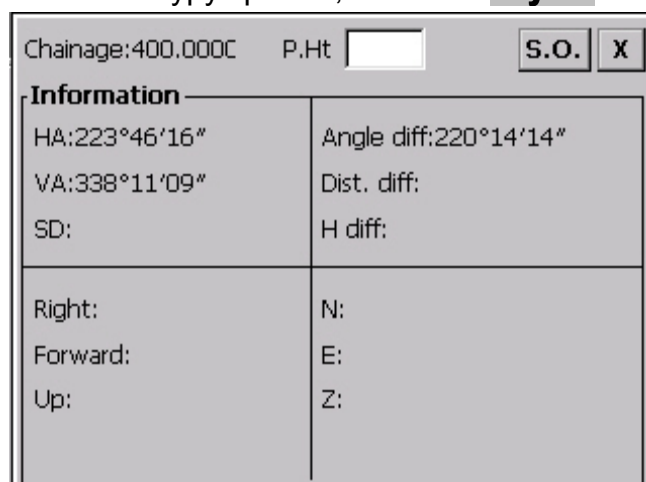 Chainage:400.000 P.Ht S.O. X
Information
HA:223°46′16″ Angle diff:220°14′14″
VA:338°11′09″ Dist. diff:
SD: H diff:
Right: N:
Forward: E:
Up: Z: